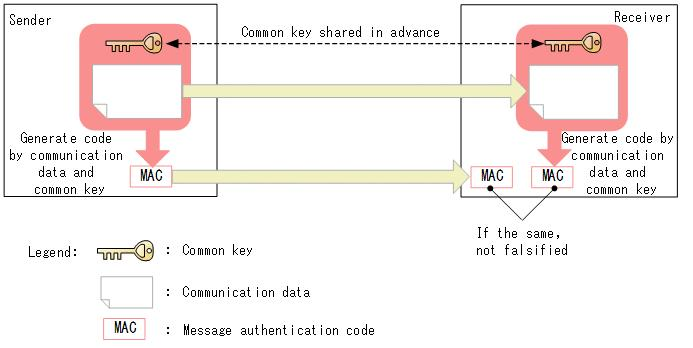 Sender
Receiver
Common key shared in advance
Generate code
by communication
data and
common key
MAC
MAC
MAC
Generate code by
communication
data and
common key
If the same,
not falsified
Legend:
: Common key
: Communication data
MAC : Message authentication code